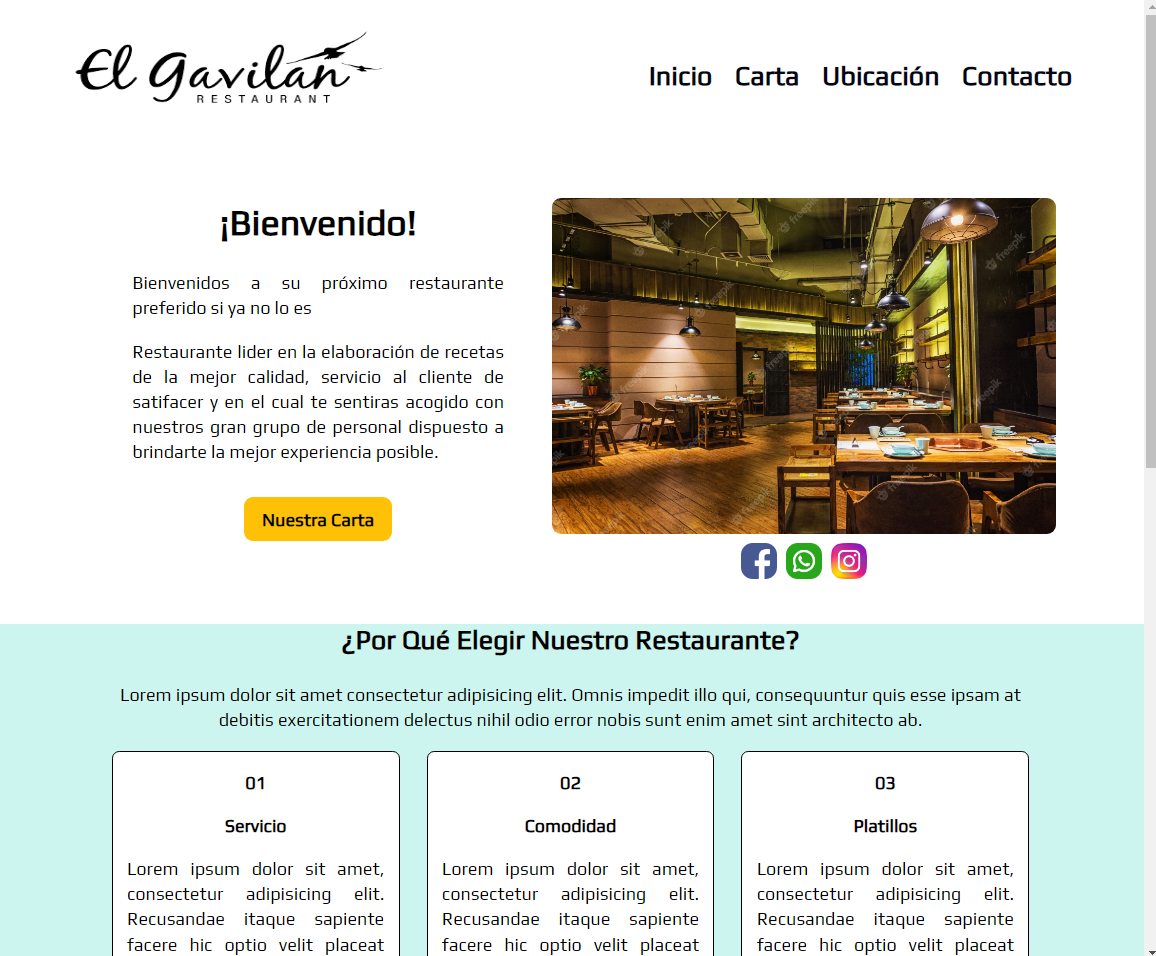 El Gavilan
RESTAURANT
Inicio Carta Ubicación Contacto
¡Bienvenido!
Bienvenidos a su próximo restaurante
preferido si ya no lo es
Restaurante lider en la elaboración de recetas
de la mejor calidad, servicio al cliente de
satifacer y en el cual te sentiras acogido con
nuestros gran grupo de personal dispuesto a
brindarte la mejor experiencia posible.
Nuestra Carta
freepik
¿Por Qué Elegir Nuestro Restaurante?
Lorem ipsum dolor sit amet consectetur adipisicing elit. Omnis impedit illo qui, consequuntur quis esse ipsam at
debitis exercitationem delectus nihil odio error nobis sunt enim amet sint architecto ab.
01
Servicio
Lorem ipsum dolor sit amet,
consectetur adipisicing elit.
Recusandae itaque sapiente
facere hic optio velit placeat
02
Comodidad
Lorem ipsum dolor sit amet,
consectetur adipisicing elit.
Recusandae itaque sapiente
facere hic optio velit placeat
03
Platillos
Lorem ipsum dolor sit amet,
consectetur adipisicing elit.
Recusandae itaque sapiente
facere hic optio velit placeat